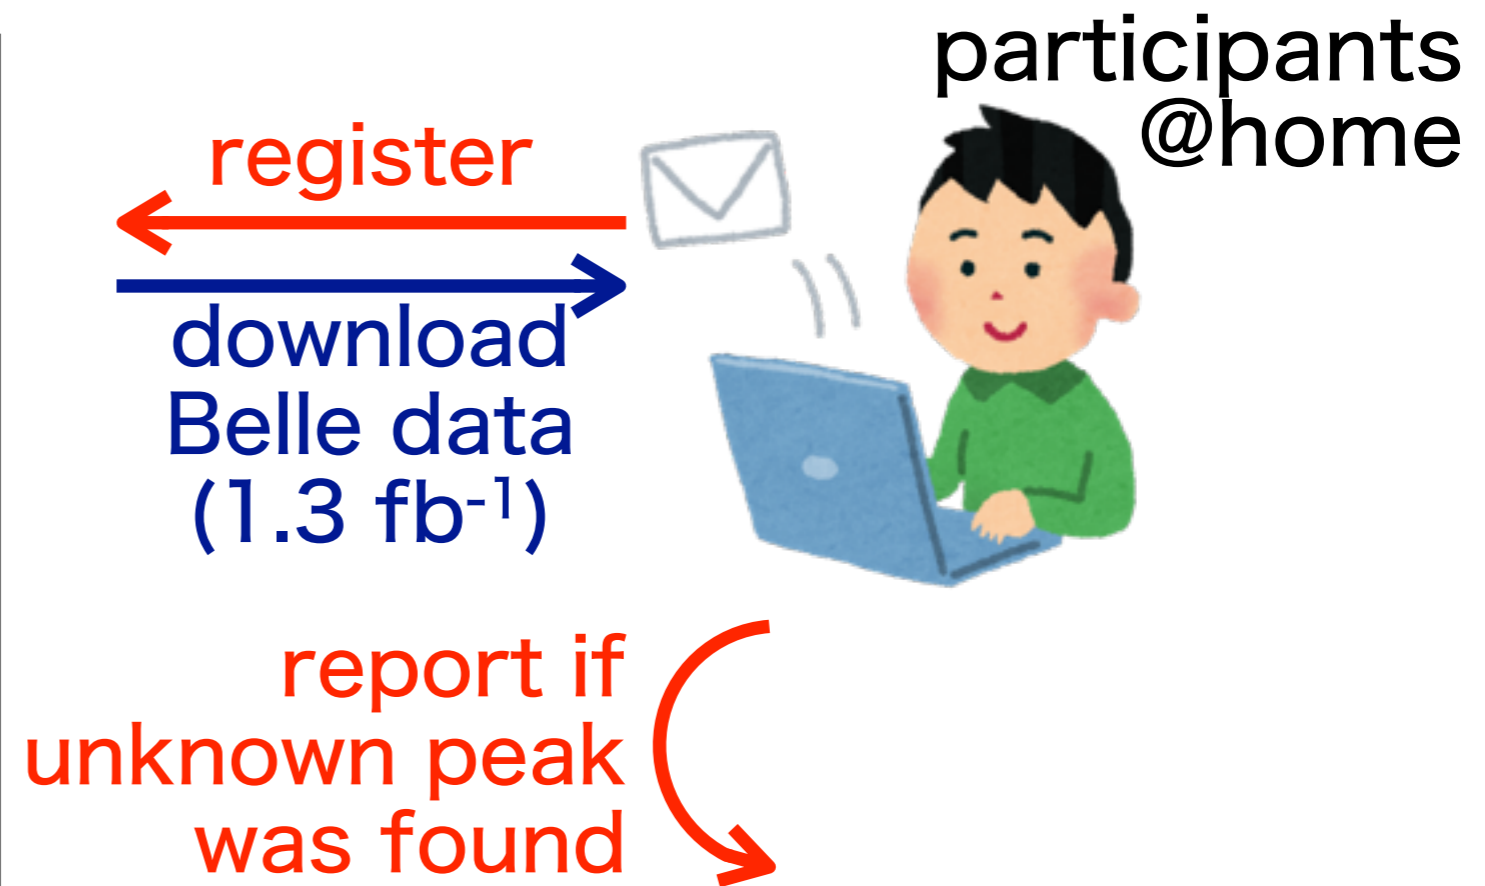 participants
@home
register
download
Belle data
(1.3 fb⁻¹)
report if
unknown peak
was found